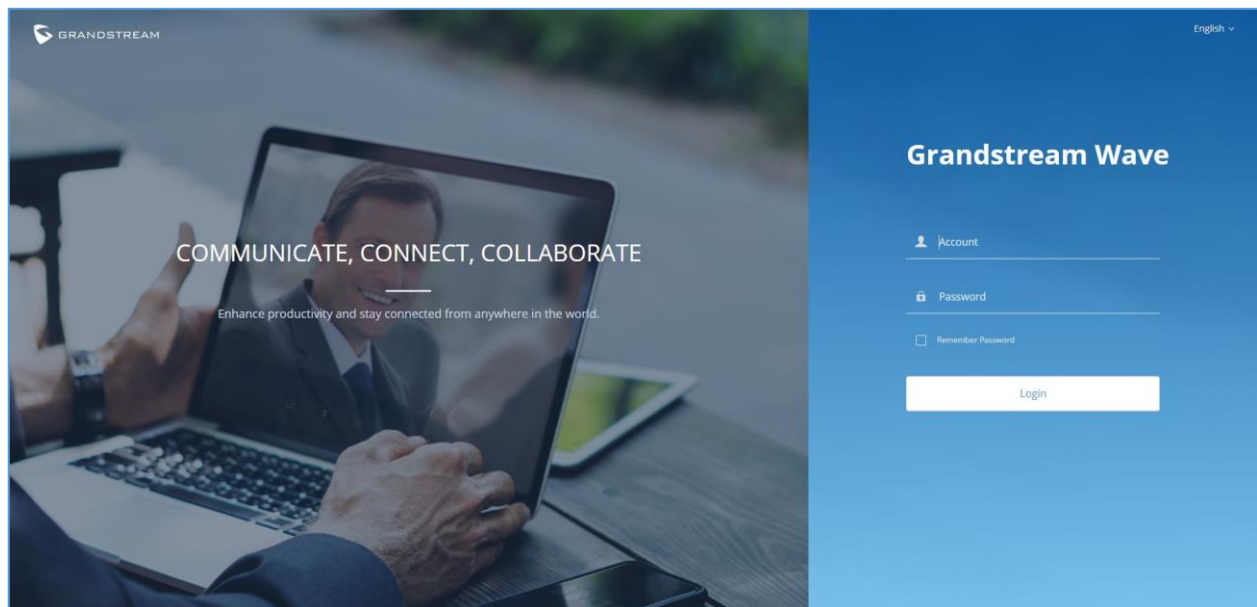 GRANDSTREAM
English
COMMUNICATE, CONNECT, COLLABORATE
Enhance productivity and stay connected from anywhere in the world.
Grandstream Wave
Account
Password
Remember Password
Login